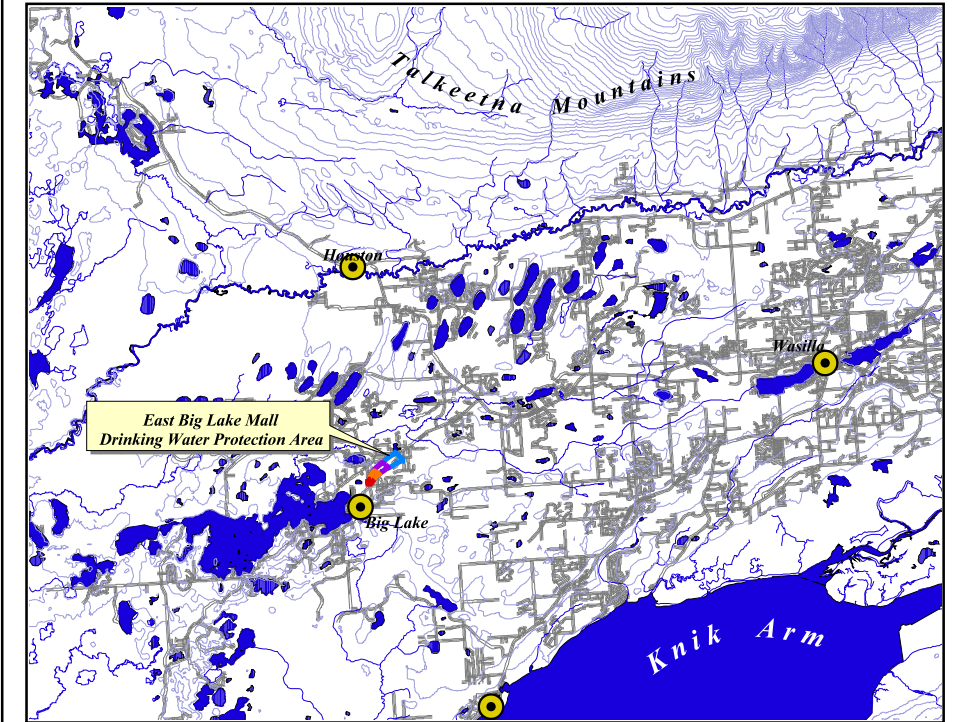 Talkeetna Mountains
Houston
Wasilla
East Big Lake Mall
Drinking Water Protection Area
Big Lake
Knik Arm